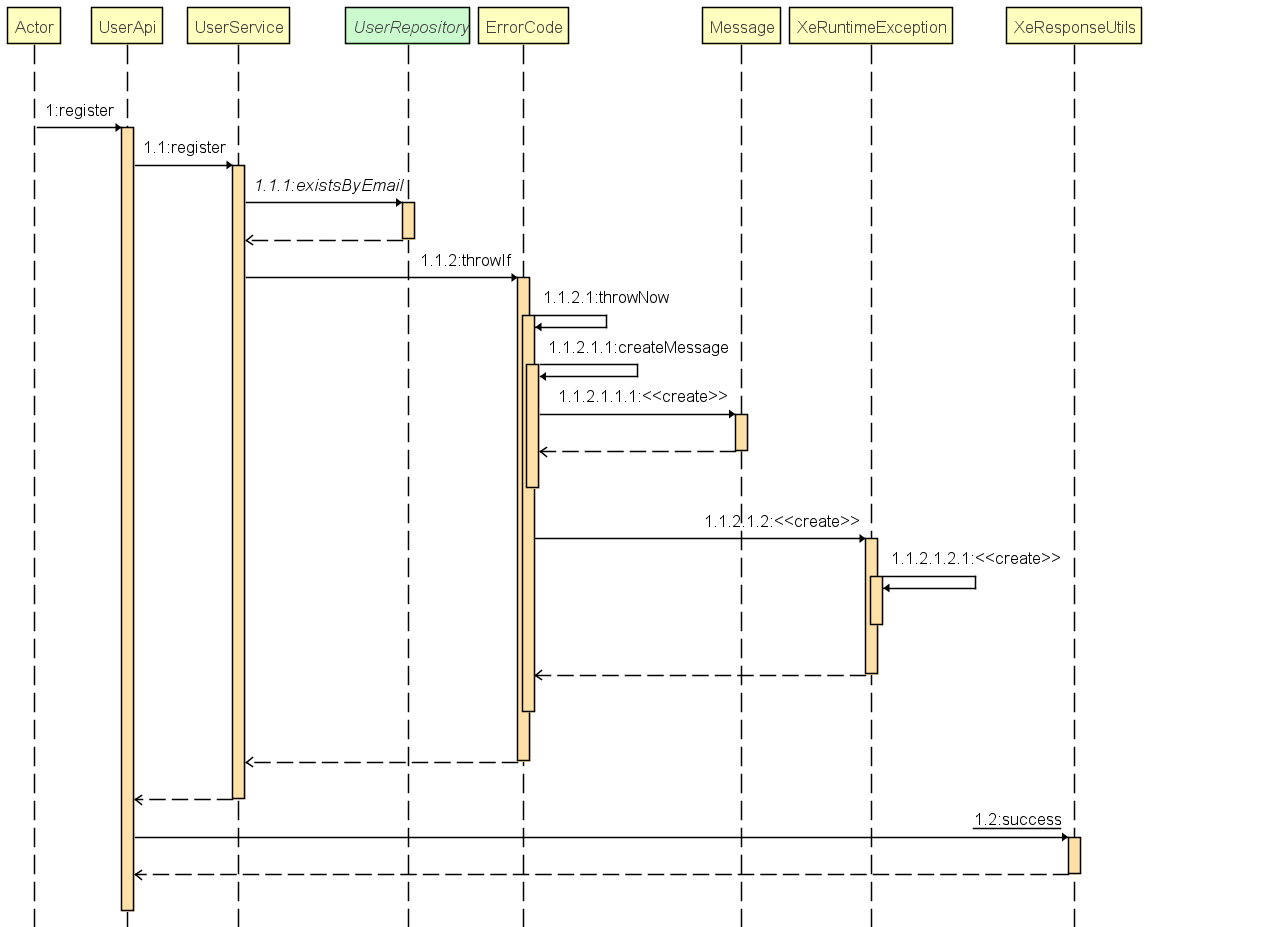 Actor
UserApi
UserService
UserRepository
ErrorCode
Message
XeRuntimeException
XeResponseUtils
1:register
1.1:register
1.1.1:existsByEmail
1.1.2:throwIf
1.1.2.1:throwNow
1.1.2.1.1:createMessage
1.1.2.1.1.1:<<create>>
1.1.2.1.2:<<create>>
1.1.2.1.2.1:<<create>>
1.2:success